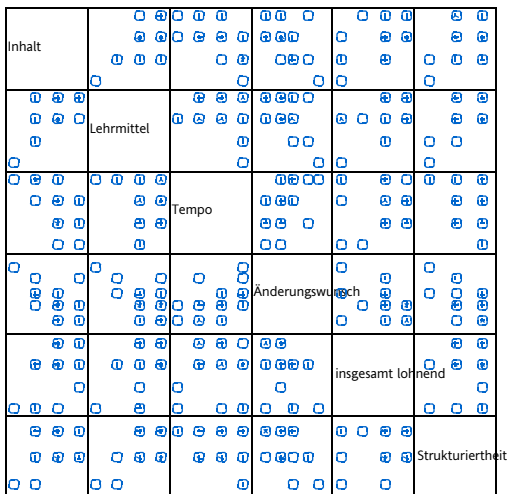 Inhalt
Lehrmittel
Tempo
Änderungswunsch
insgesamt lohnend
Strukturiertheit